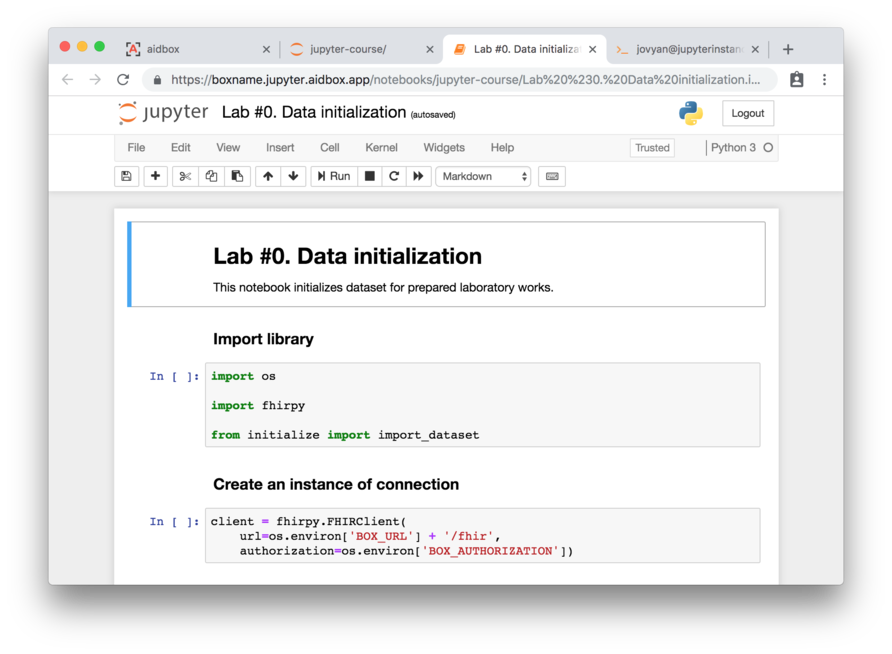 aidbox
jupyter-course/
Lab #0. Data initializa
jovyan@jupyterinstan
https://boxname.jupyter.aidbox.app/notebooks/jupyter-course/Lab%20%230.%20Data%20initialization.i...
jupyter Lab #0. Data initialization (autosaved)
Logout
File Edit View Insert Cell Kernel Widgets Help
Trusted
Python 3
Run
Markdown
Lab #0. Data initialization
This notebook initializes dataset for prepared laboratory works.
Import library
In [ ]: import os
import fhirpy
from initialize import import_dataset
Create an instance of connection
In [ ]: client = fhirpy.FHIRClient(
url=os.environ['BOX_URL'] + '/fhir',
authorization=os.environ['BOX_AUTHORIZATION'])